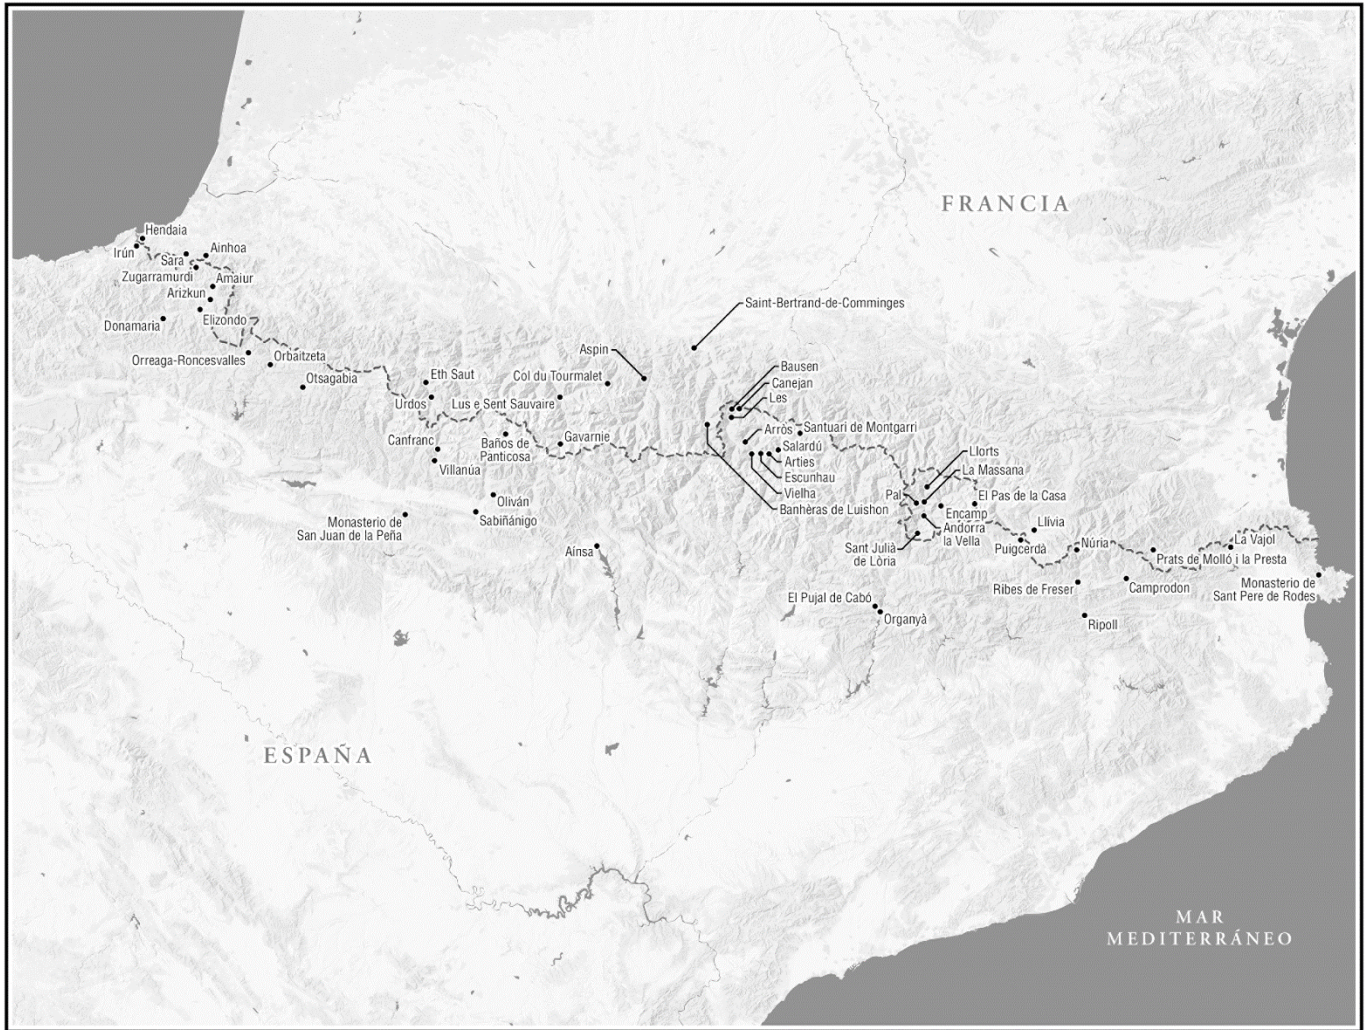 FRANCIA
Hendaia
Irún
Ainhoa
Sara
Zugarramurdi
Amaiur
Arizkun
Donamaria
Elizondo
Saint-Bertrand-de-Comminges
Orreaga-Roncesvalles
Orbaitzeta
Otsagabia
Aspin
Eth Saut
Col du Tourmalet
Bausen
Canejan
Les
Urdos
Lus e Sent Sauvaire
Canfranc
Baños de
Panticosa
Gavarnie
Arròs
Santuari de Montgarri
Villanúa
Salardú
Arties
Escunhau
Vielha
Banhèras de Luishon
Llorts
La Massana
Pal
El Pas de la Casa
Encamp
Andorra
la Vella
Sant Julià
de Lòria
Oliván
Sabiñánigo
Monasterio de
San Juan de la Peña
Aínsa
Llívia
Puigcerdà
Núria
La Vajol
Prats de Molló i la Presta
Ribes de Freser
Camprodon
Monasterio de
Sant Pere de Rodes
El Pujal de Cabó
Organyà
Ripoll
ESPAÑA
MAR
MEDITERRÁNEO